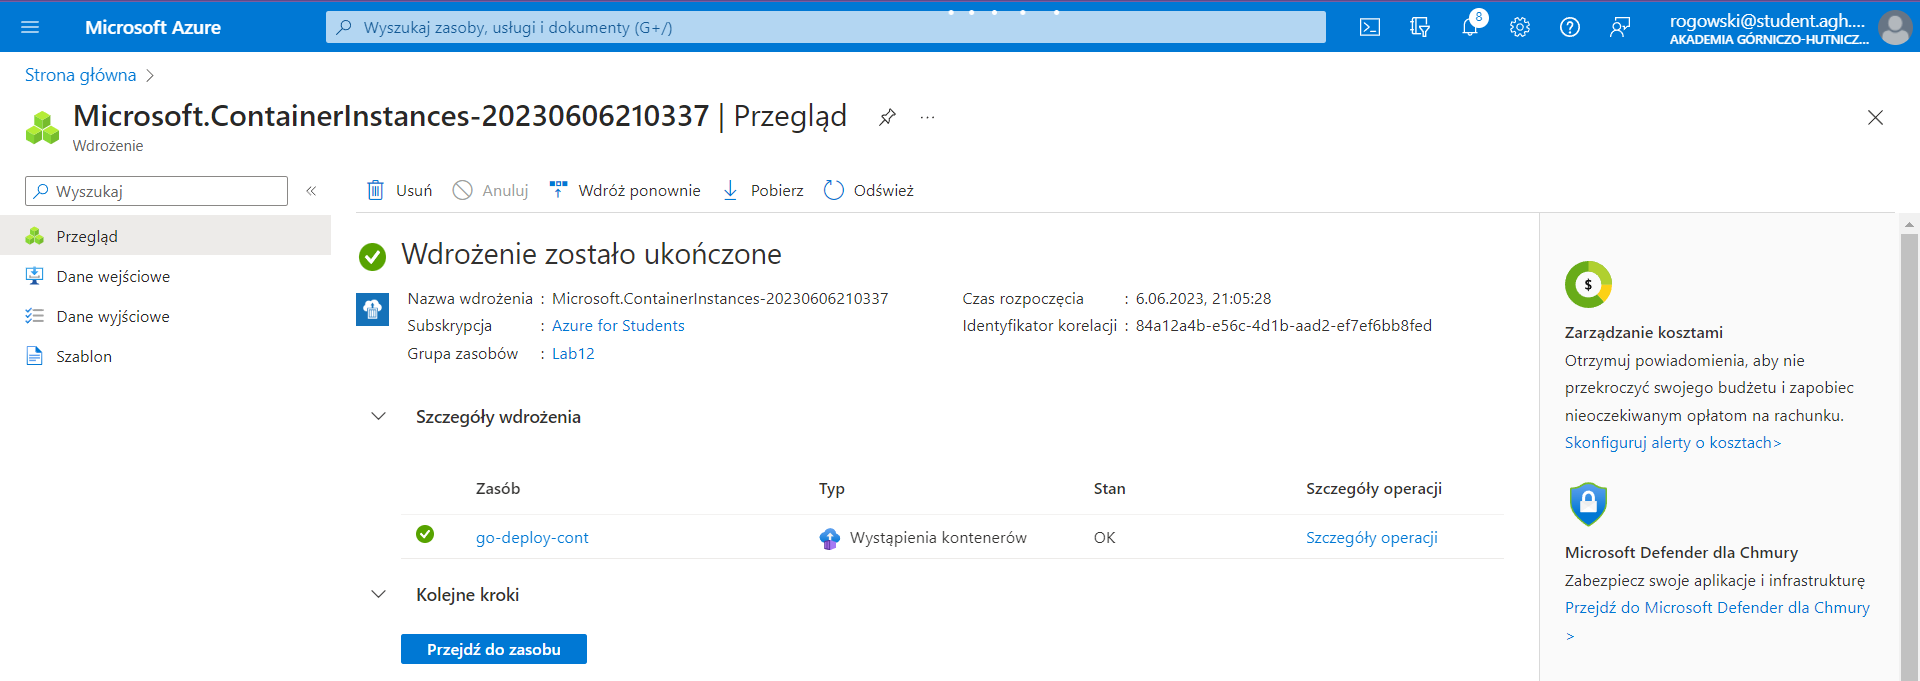 Microsoft Azure
Wyszukaj zasoby, usługi i dokumenty (G+/)
8
rogowski@student.agh....
AKADEMIA GÓRNICZO-HUTNICZ...
Strona główna >
Microsoft.ContainerInstances-20230606210337 | Przegląd
Wdrożenie
Wyszukaj
«
Przegląd
Dane wejściowe
Dane wyjściowe
Szablon
Usuń
Anuluj
Wdróż ponownie
Pobierz
Odśwież
Wdrożenie zostało ukończone
Nazwa wdrożenia : Microsoft.ContainerInstances-20230606210337
Subskrypcja : Azure for Students
Grupa zasobów : Lab12
Czas rozpoczęcia : 6.06.2023, 21:05:28
Identyfikator korelacji : 84a12a4b-e56c-4d1b-aad2-ef7ef6bb8fed
Szczegóły wdrożenia
Zasób Typ Stan Szczegóły operacji
go-deploy-cont Wystąpienia kontenerów OK Szczegóły operacji
Kolejne kroki
Przejdź do zasobu
$
Zarządzanie kosztami
Otrzymuj powiadomienia, aby nie
przekroczyć swojego budżetu i zapobiec
nieoczekiwanym opłatom na rachunku.
Skonfiguruj alerty o kosztach>
Microsoft Defender dla Chmury
Zabezpiecz swoje aplikacje i infrastrukturę
Przejdź do Microsoft Defender dla Chmury
>